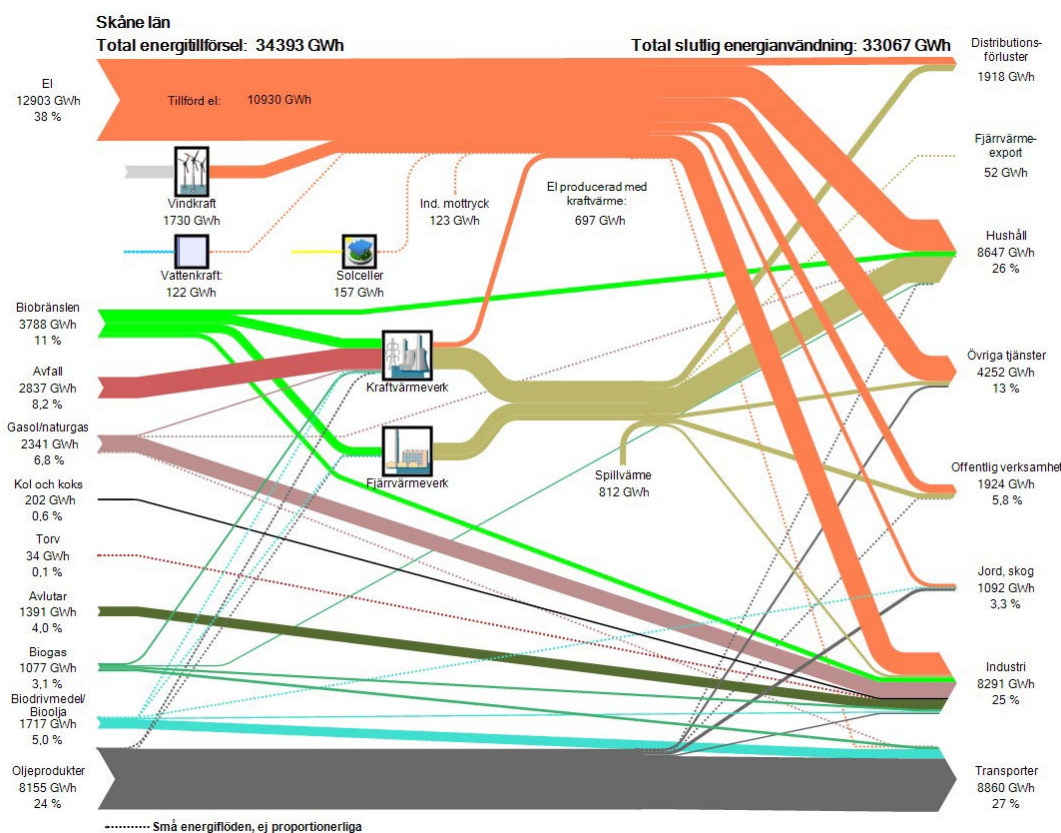 Skåne län
Total energitillförsel: 34393 GWh
Total slutlig energianvändning: 33067 GWh
El
12903 GWh
38 %
Tillförd el: 10930 GWh
Vindkraft
1730 GWh
Vattenkraft:
122 GWh
Solceller
157 GWh
Ind. mottryck
123 GWh
El producerad med
kraftvärme:
697 GWh
Biobränslen
3788 GWh
11 %
Avfall
2837 GWh
8,2 %
Gasol/naturgas
2341 GWh
6,8 %
Kol och koks
202 GWh
0,6 %
Torv
34 GWh
0,1 %
Avlutar
1391 GWh
4,0 %
Biogas
1077 GWh
3,1 %
Biodrivmedel/
Bioolja
1717 GWh
5,0 %
Oljeprodukter
8155 GWh
24 %
Kraftvärmeverk
Fjärrvärmeverk
Spillvärme
812 GWh
Distributions-
förluster
1918 GWh
Fjärrvärme-
export
52 GWh
Hushåll
8647 GWh
26 %
Övriga tjänster
4252 GWh
13 %
Offentlig verksamhet
1924 GWh
5,8 %
Jord, skog
1092 GWh
3,3 %
Industri
8291 GWh
25 %
Transporter
8860 GWh
27 %
Små energiflöden, ej proportionerliga